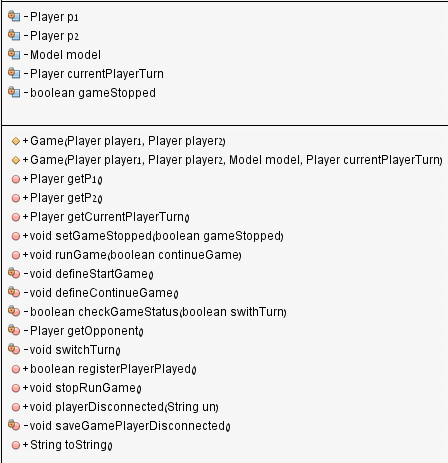 - Player p1
- Player p2
- Model model
- Player currentPlayerTurn
- boolean gameStopped
+ Game(Player player1, Player player2)
+ Game(Player player1, Player player2, Model model, Player currentPlayerTurn)
+ Player getP1()
+ Player getP2()
+ Player getCurrentPlayerTurn()
+ void setGameStopped(boolean gameStopped)
+ void runGame(boolean continueGame)
- void defineStartGame()
- void defineContinueGame()
- boolean checkGameStatus(boolean swithTurn)
- Player getOpponent()
- void switchTurn()
+ boolean registerPlayerPlayed()
+ void stopRunGame()
+ void playerDisconnected(String un)
- void saveGamePlayerDisconnected()
+ String toString()